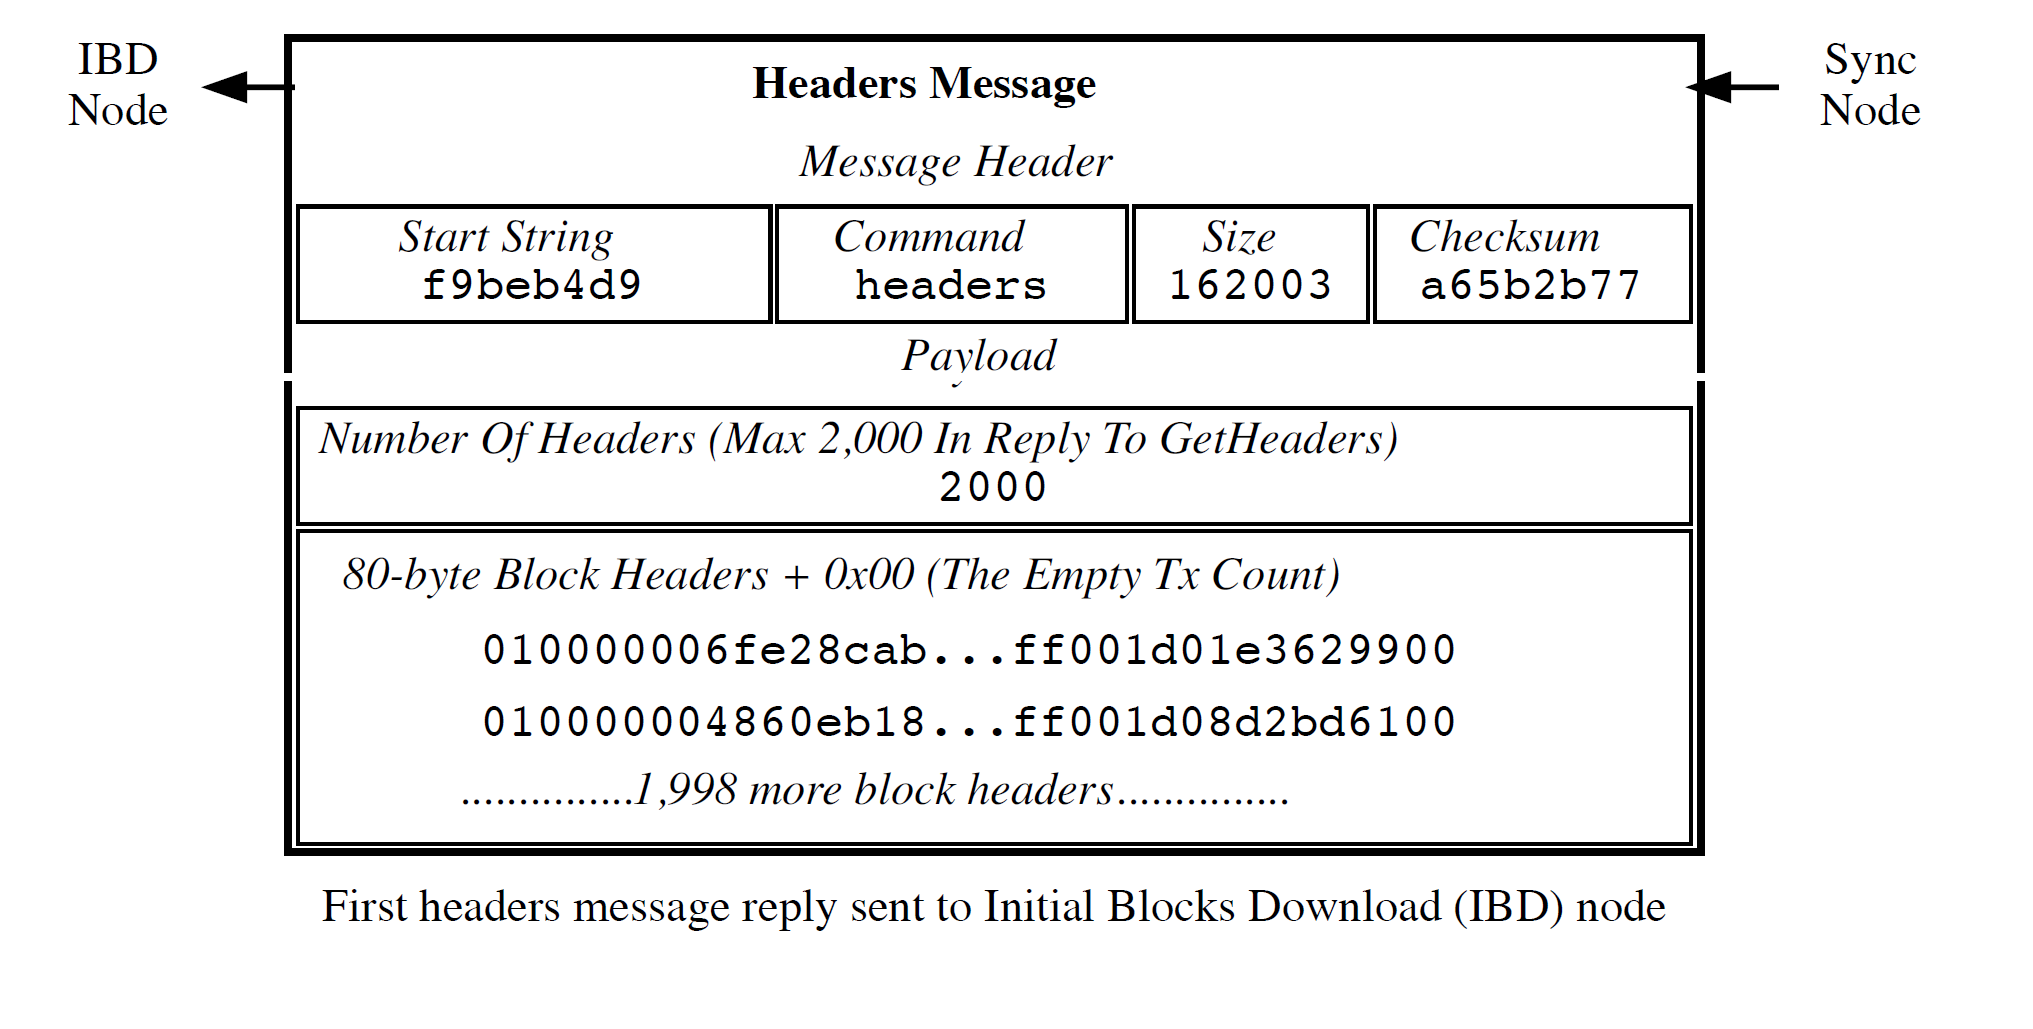 IBD
Node
Sync
Node
Headers Message
Message Header
Start String
f9beb4d9
Command
headers
Size
162003
Checksum
a65b2b77
Payload
Number Of Headers (Max 2,000 In Reply To GetHeaders)
2000
80-byte Block Headers + 0x00 (The Empty Tx Count)
010000006fe28cab...ff001d01e3629900
010000004860eb18...ff001d08d2bd6100
...............1,998 more block headers...............
First headers message reply sent to Initial Blocks Download (IBD) node